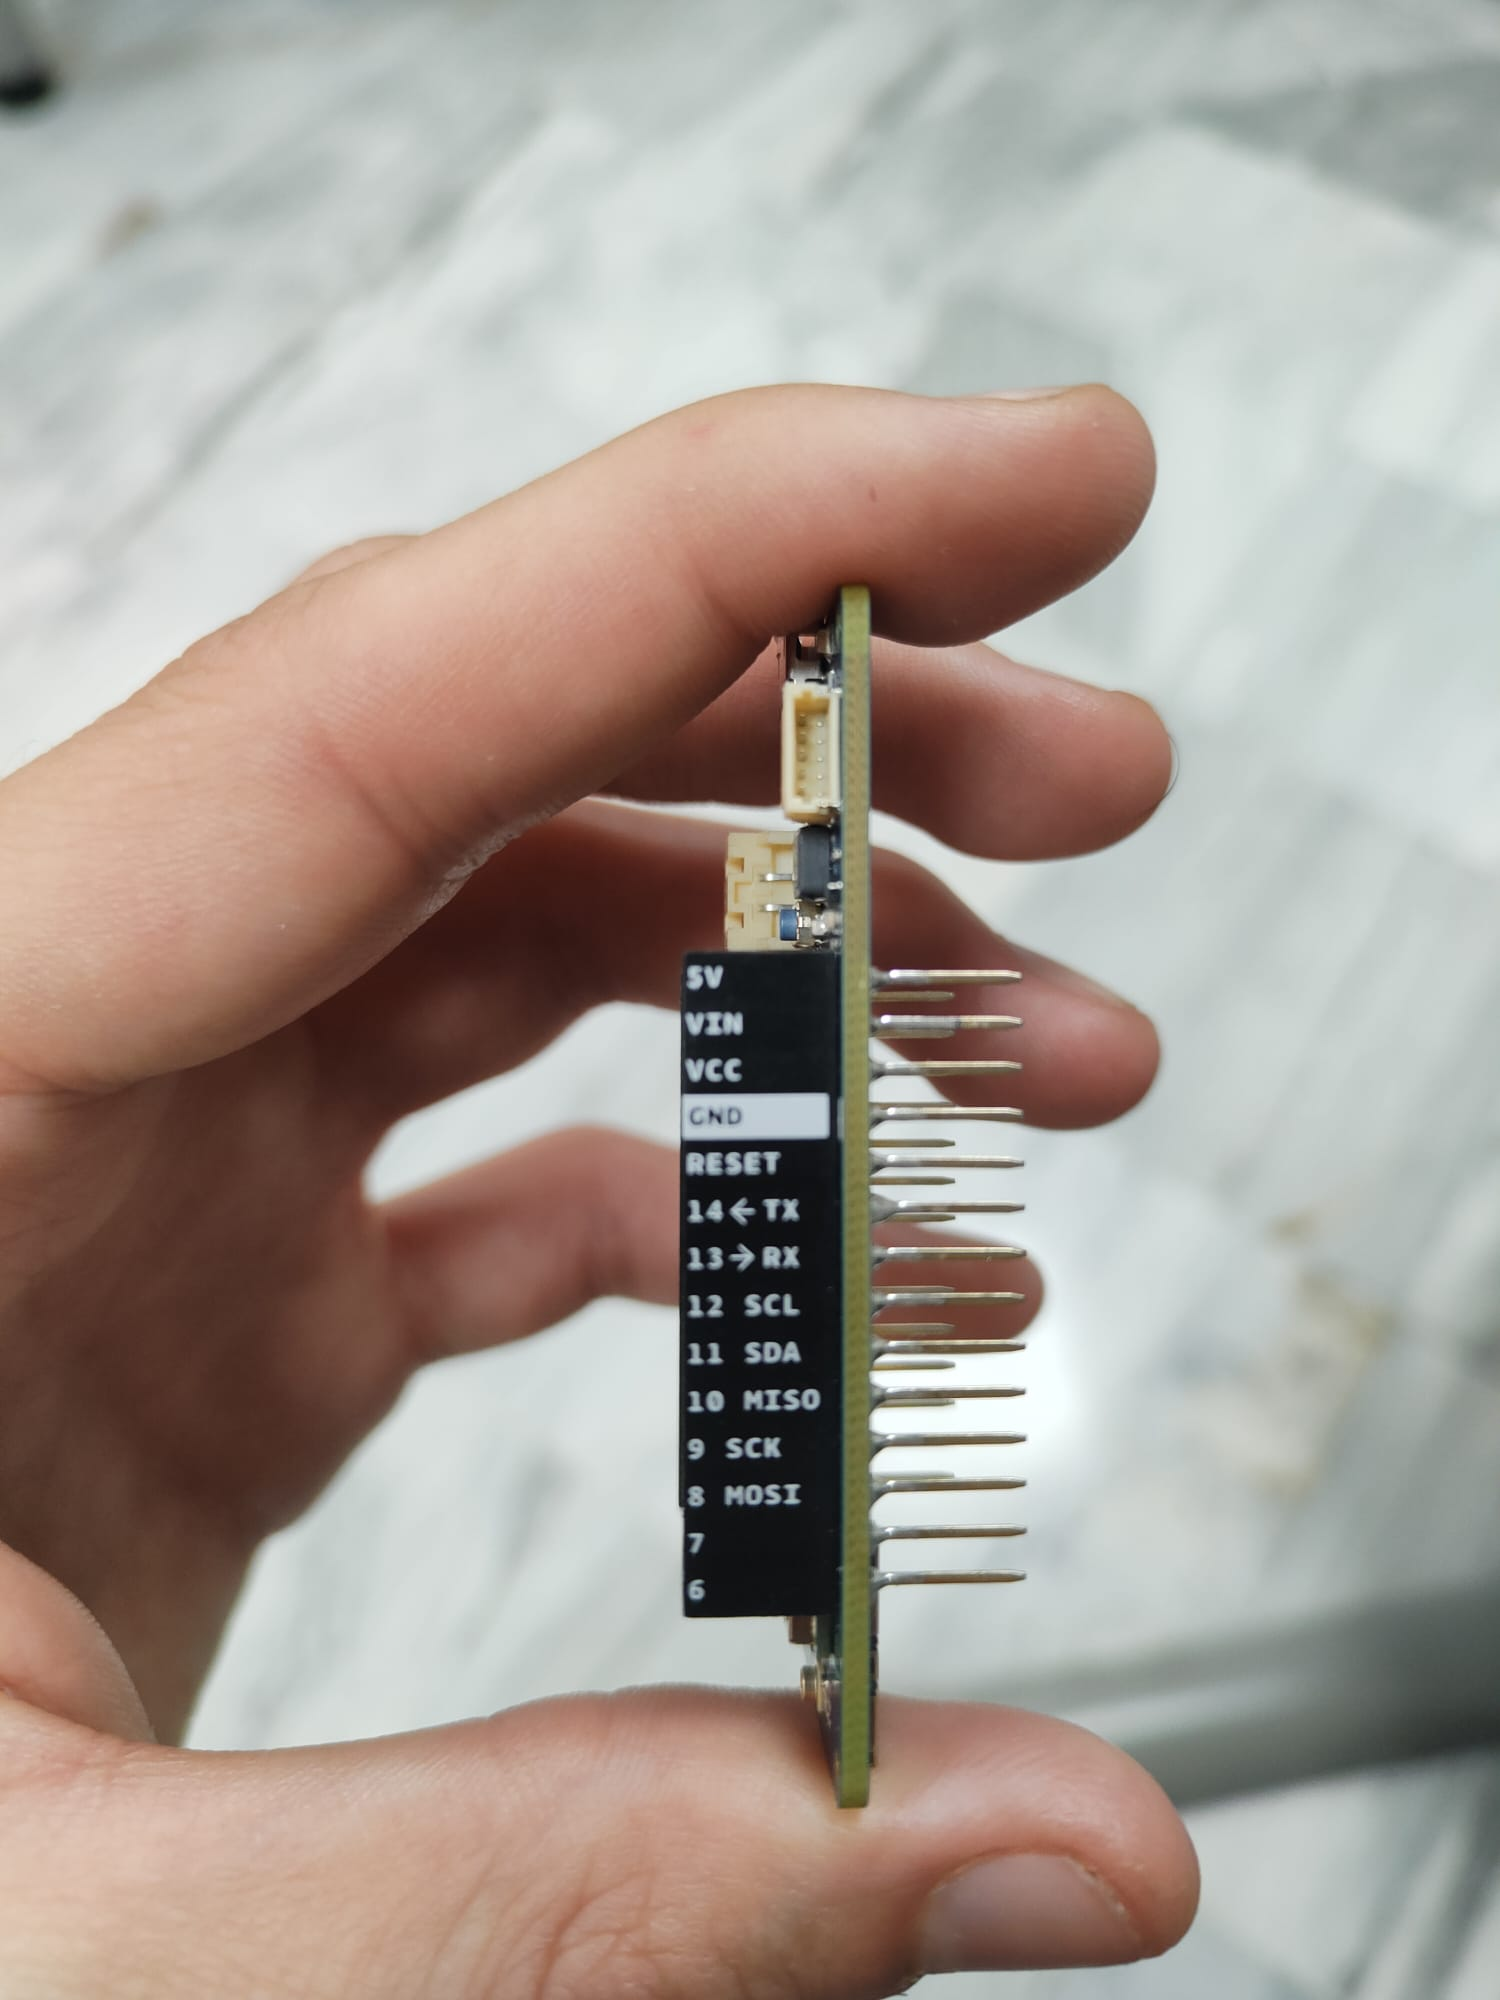 5V
VIN
VCC
GND
RESET
14← TX
13→ RX
12 SCL
11 SDA
10 MISO
9 SCK
8 MOSI
7
6